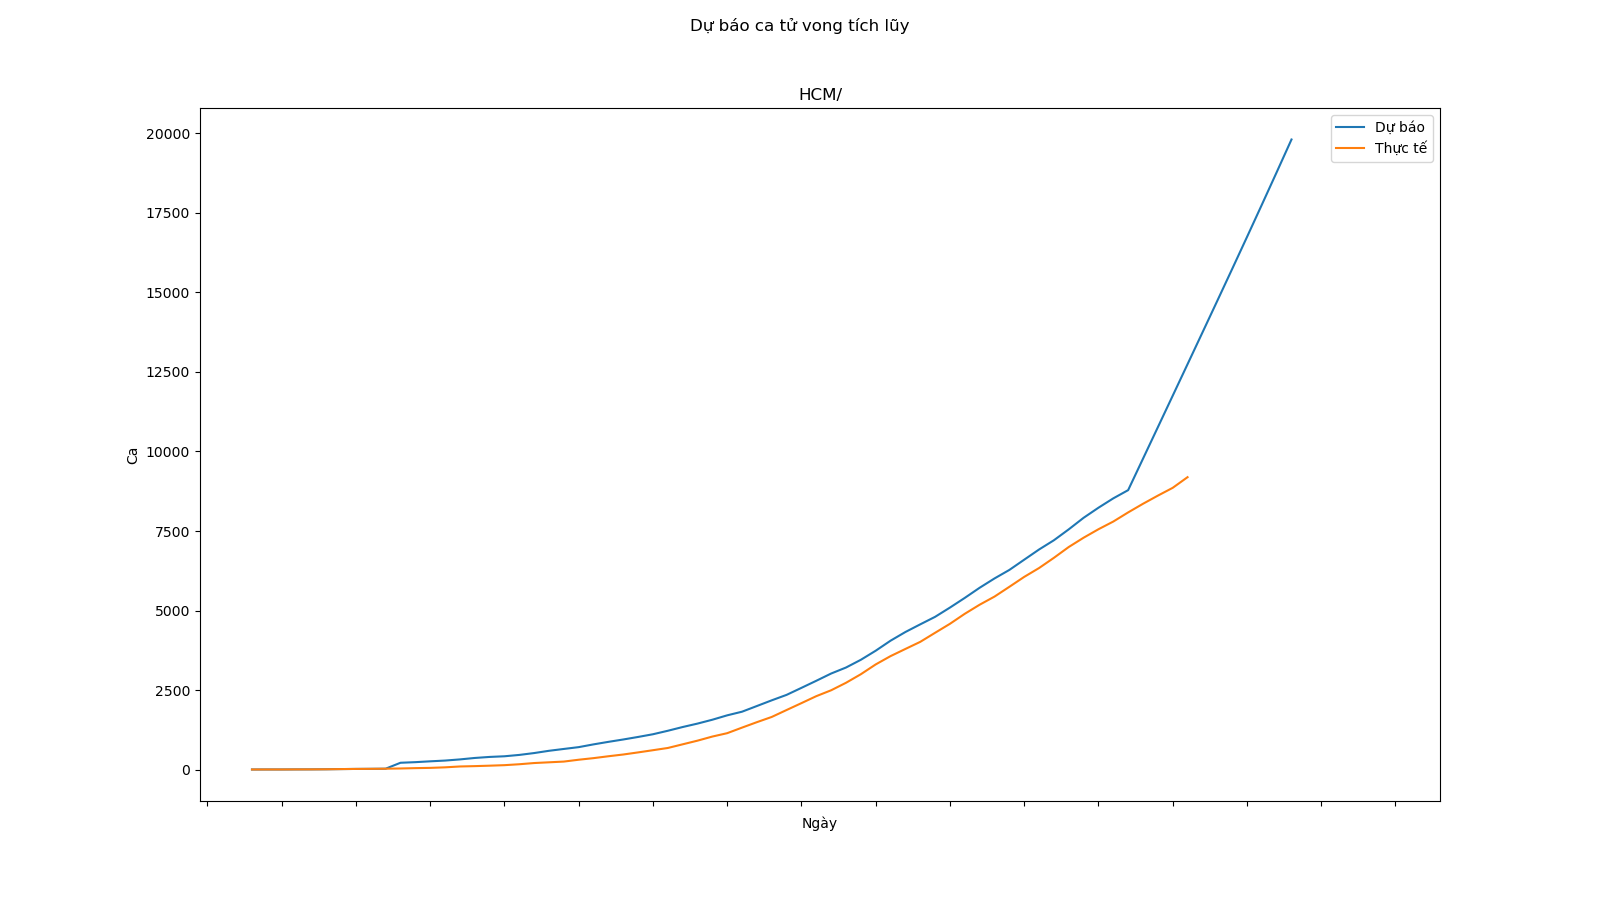 Dự báo ca tử vong tích lũy
HCM/
20000
17500
15000
12500
10000
7500
5000
2500
0
Ca
Ngày
Dự báo
Thực tế